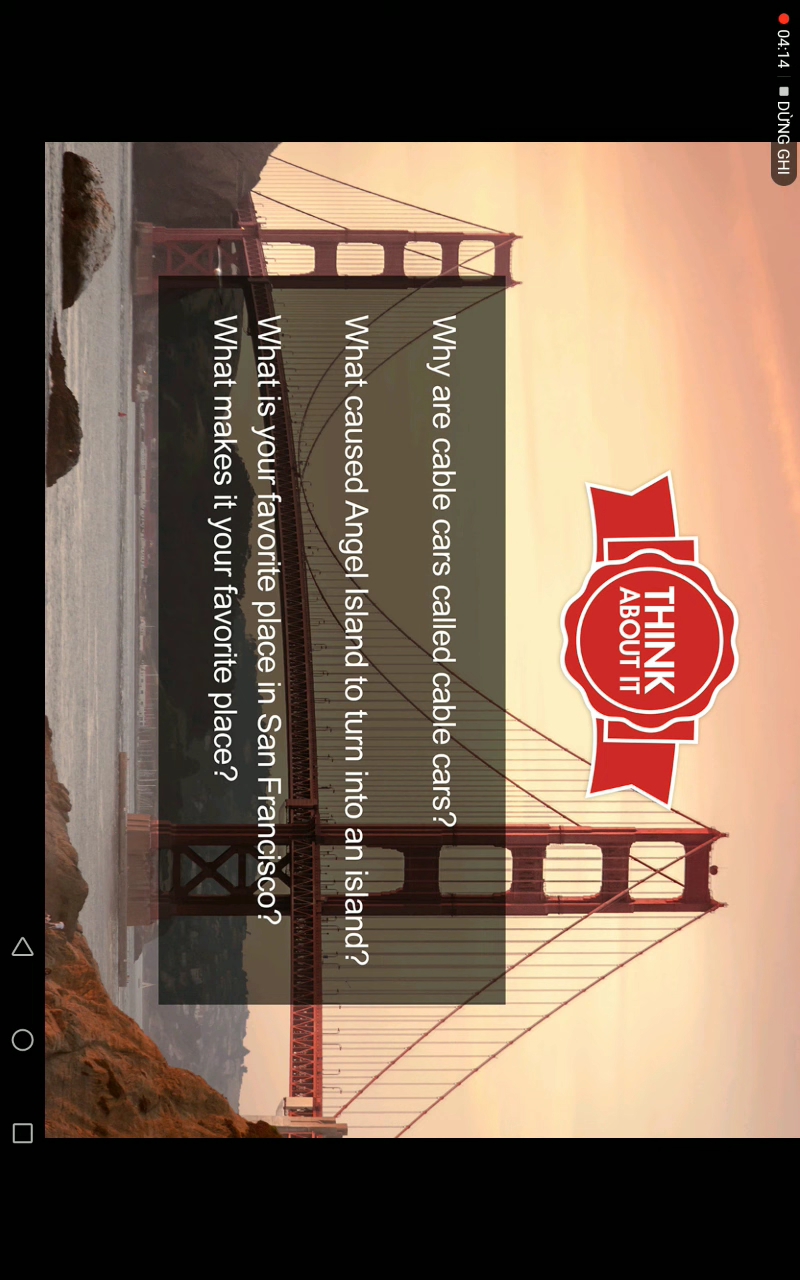 04:14 DỪNG GHI
THINK
ABOUT IT
Why are cable cars called cable cars?
What caused Angel Island to turn into an island?
What is your favorite place in San Francisco?
What makes it your favorite place?